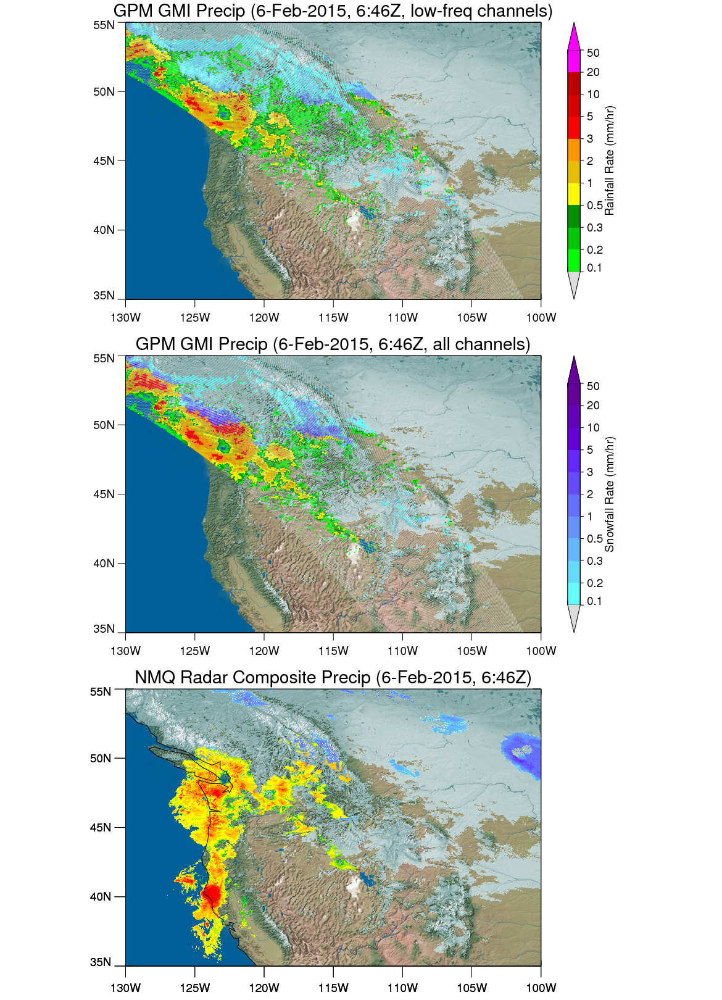 GPM GMI Precip (6-Feb-2015, 6:46Z, low-freq channels)
55N
50N
45N
40N
35N
130W 125W 120W 115W 110W 105W 100W
50
20
10
5
3
2
1
0.5
0.3
0.2
0.1
Rainfall Rate (mm/hr)
GPM GMI Precip (6-Feb-2015, 6:46Z, all channels)
55N
50N
45N
40N
35N
130W 125W 120W 115W 110W 105W 100W
50
20
10
5
3
2
1
0.5
0.3
0.2
0.1
Snowfall Rate (mm/hr)
NMQ Radar Composite Precip (6-Feb-2015, 6:46Z)
55N
50N
45N
40N
35N
130W 125W 120W 115W 110W 105W 100W